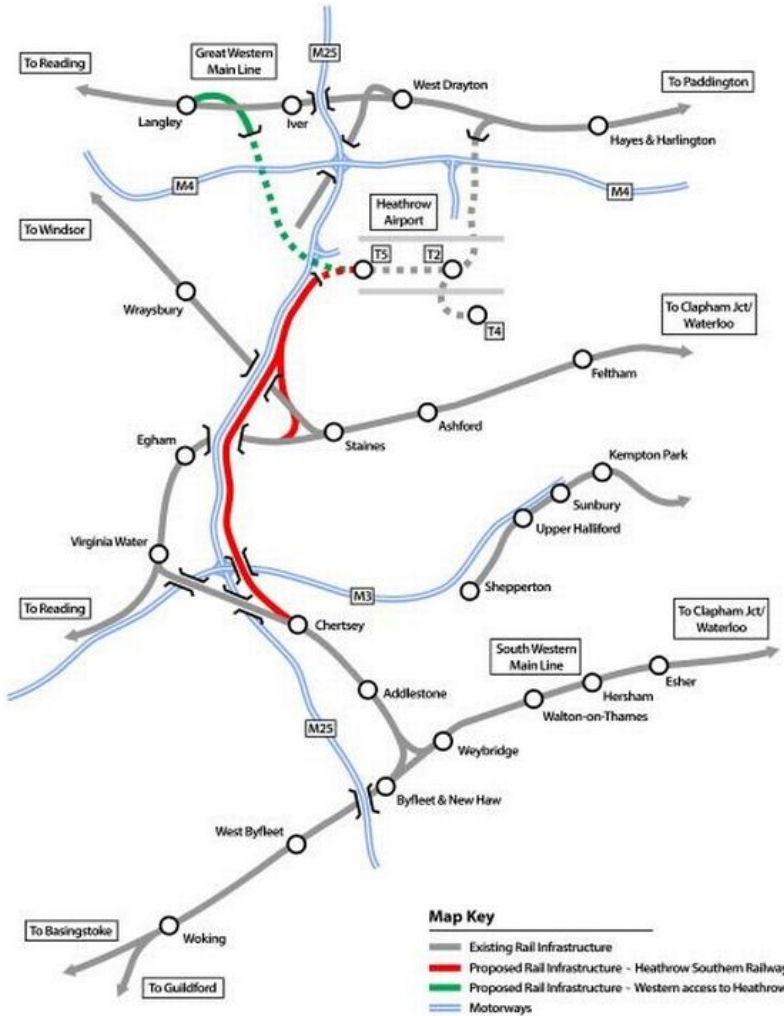 M25
To Reading
Great Western
Main Line
West Drayton
To Paddington
Langley
Iver
Hayes & Harlington
M4
M4
To Windsor
Heathrow
Airport
T5
T2
T4
Wraysbury
To Clapham Jct/
Waterloo
Feltham
Ashford
Staines
Egham
Kempton Park
Sunbury
Upper Halliford
Virginia Water
M3
Shepperton
To Reading
Chertsey
To Clapham Jct/
Waterloo
South Western
Main Line
Esher
Hersham
Walton-on-Thames
Addlestone
M25
Weybridge
Byfleet & New Haw
West Byfleet
To Basingstoke
Woking
To Guildford
Map Key
Existing Rail Infrastructure
Proposed Rail Infrastructure - Heathrow Southern Railway
Proposed Rail Infrastructure - Western access to Heathrow
Motorways